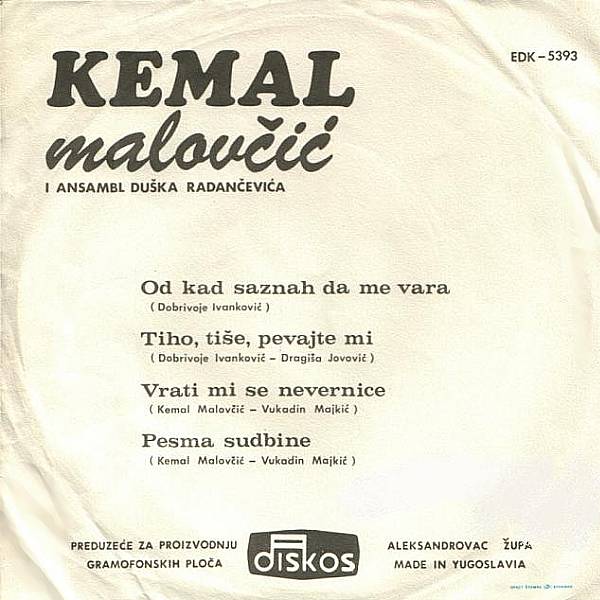 KEMAL
EDK-5393
malovčić
I ANSAMBL DUŠKA RADANČEVIĆA
Od kad saznah da me vara
( Dobrivoje Ivanković )
Tiho, tiše, pevajte mi
( Dobrivoje Ivanković – Dragiša Jovović )
Vrati mi se nevernice
( Kemal Malovčić – Vukadin Majkić )
Pesma sudbine
( Kemal Malovčić – Vukadin Majkić )
PREDUZEĆE ZA PROIZVODNJU
GRAMOFONSKIH PLOČA
DISKOS
ALEKSANDROVAC ŽUPA
MADE IN YUGOSLAVIA